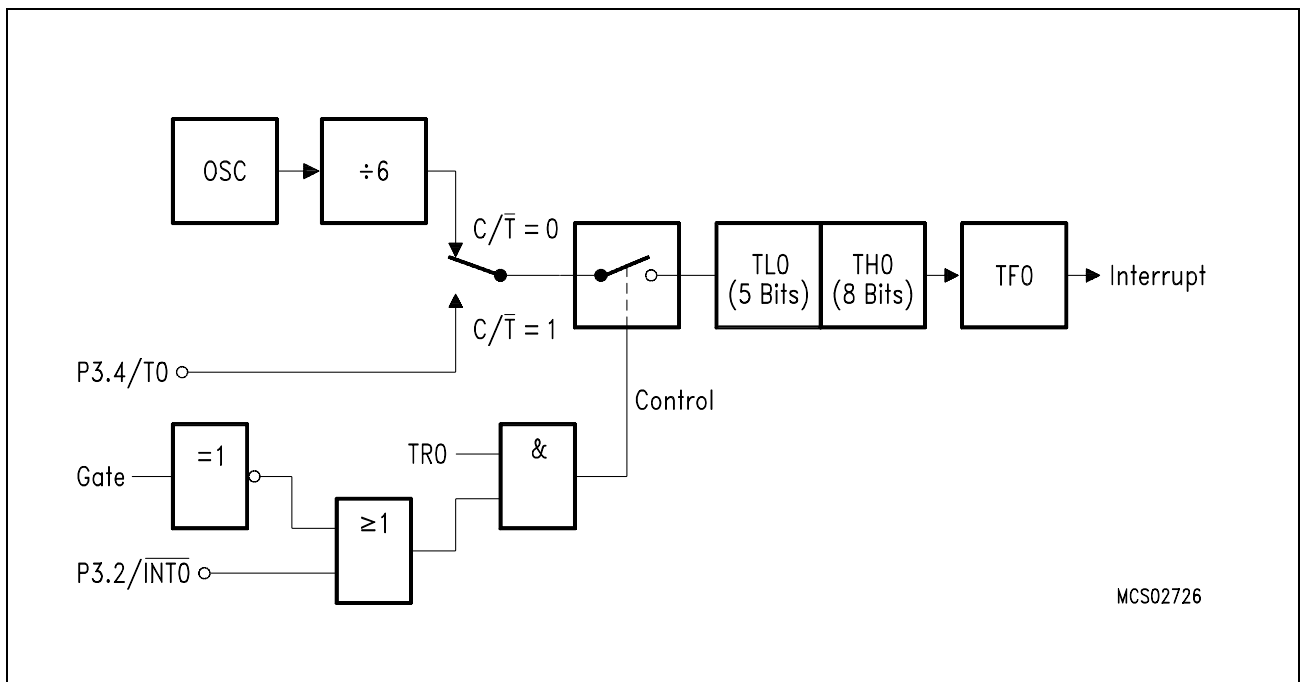 OSC
÷6
C/T̅ = 0
TL0
(5 Bits)
TH0
(8 Bits)
TF0
Interrupt
C/T̅ = 1
P3.4/T0
Control
Gate
=1
TR0
&
≥1
P3.2/I̅N̅T̅0̅
MCS02726